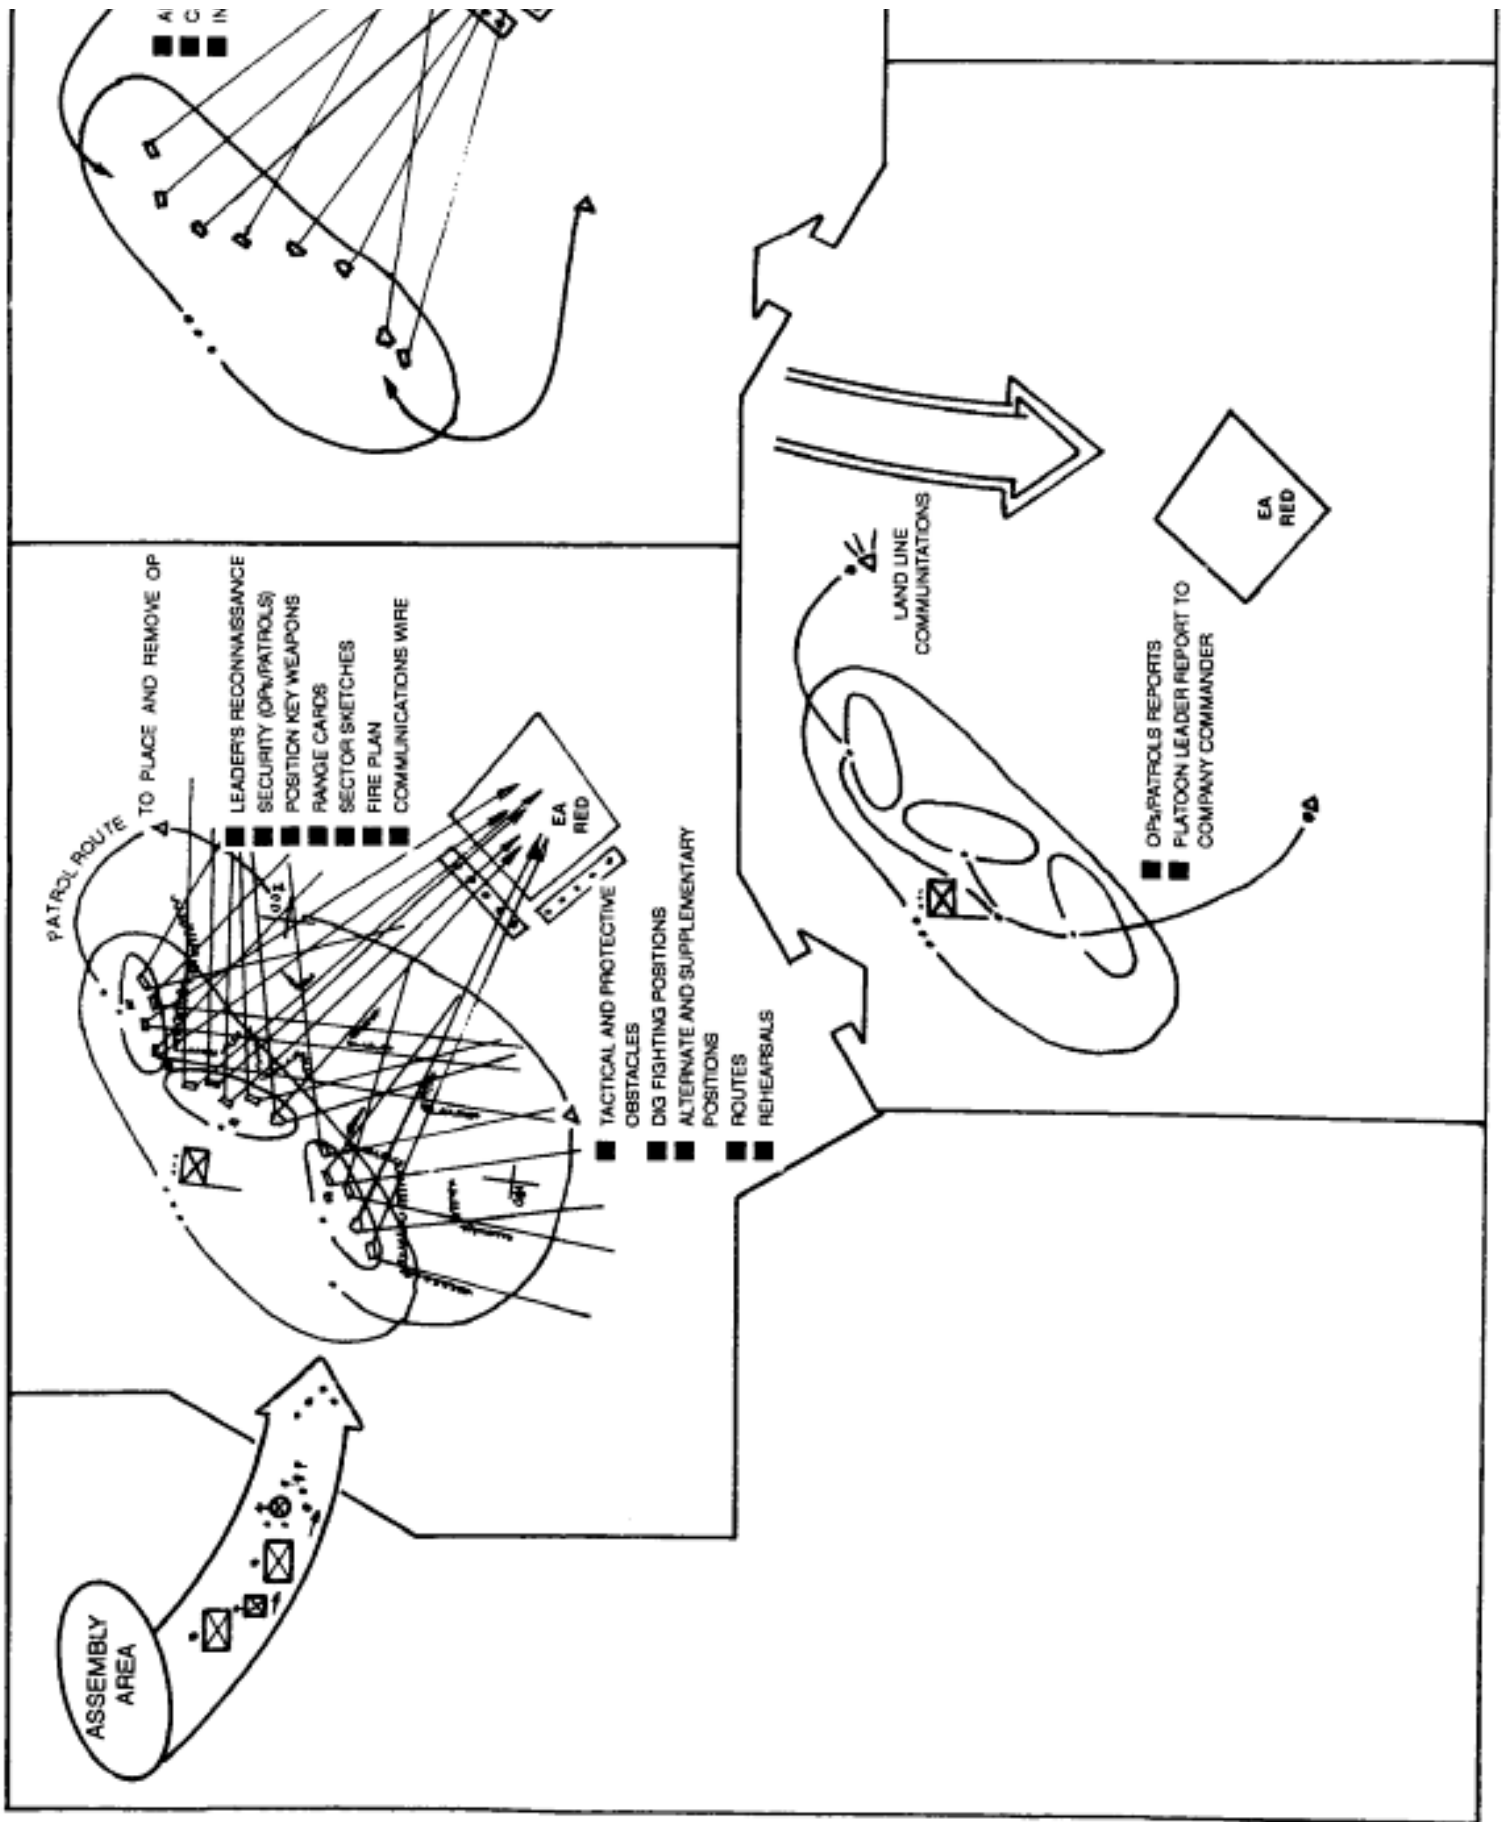 ASSEMBLY
AREA
PATROL ROUTE TO PLACE AND REMOVE OP
LEADER'S RECONNAISSANCE
SECURITY (OPs/PATROLS)
POSITION KEY WEAPONS
RANGE CARDS
SECTOR SKETCHES
FIRE PLAN
COMMUNICATIONS WIRE
EA
RED
TACTICAL AND PROTECTIVE
OBSTACLES
DIG FIGHTING POSITIONS
ALTERNATE AND SUPPLEMENTARY
POSITIONS
ROUTES
REHEARSALS
LAND LINE
COMMUNITATIONS
OPs/PATROLS REPORTS
PLATOON LEADER REPORT TO
COMPANY COMMANDER
EA
RED